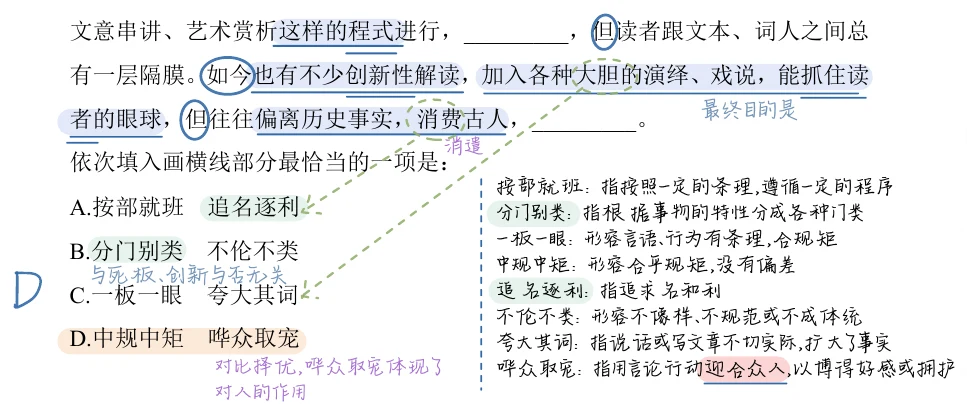 文意串讲、艺术赏析这样的程式进行，_________，但读者跟文本、词人之间总
有一层隔膜。如今也有不少创新性解读，加入各种大胆的演绎、戏说，能抓住读
最终目的是
者的眼球，但往往偏离历史事实，消费古人，_________。
消遣
依次填入画横线部分最恰当的一项是：
A.按部就班 追名逐利
B.分门别类 不伦不类
与死板、创新与否无关
C.一板一眼 夸大其词
D
D.中规中矩 哗众取宠
对比择优,哗众取宠体现了
对人的作用
按部就班: 指按照一定的条理,遵循一定的程序
分门别类: 指根据事物的特性分成各种门类
一板一眼: 形容言语、行为有条理,合规矩
中规中矩: 形容合乎规矩,没有偏差
追名逐利: 指追求名和利
不伦不类: 形容不像样、不规范或不成体统
夸大其词: 指说话或写文章不切实际,扩大了事实
哗众取宠: 指用言论行动迎合众人,以博得好感或拥护